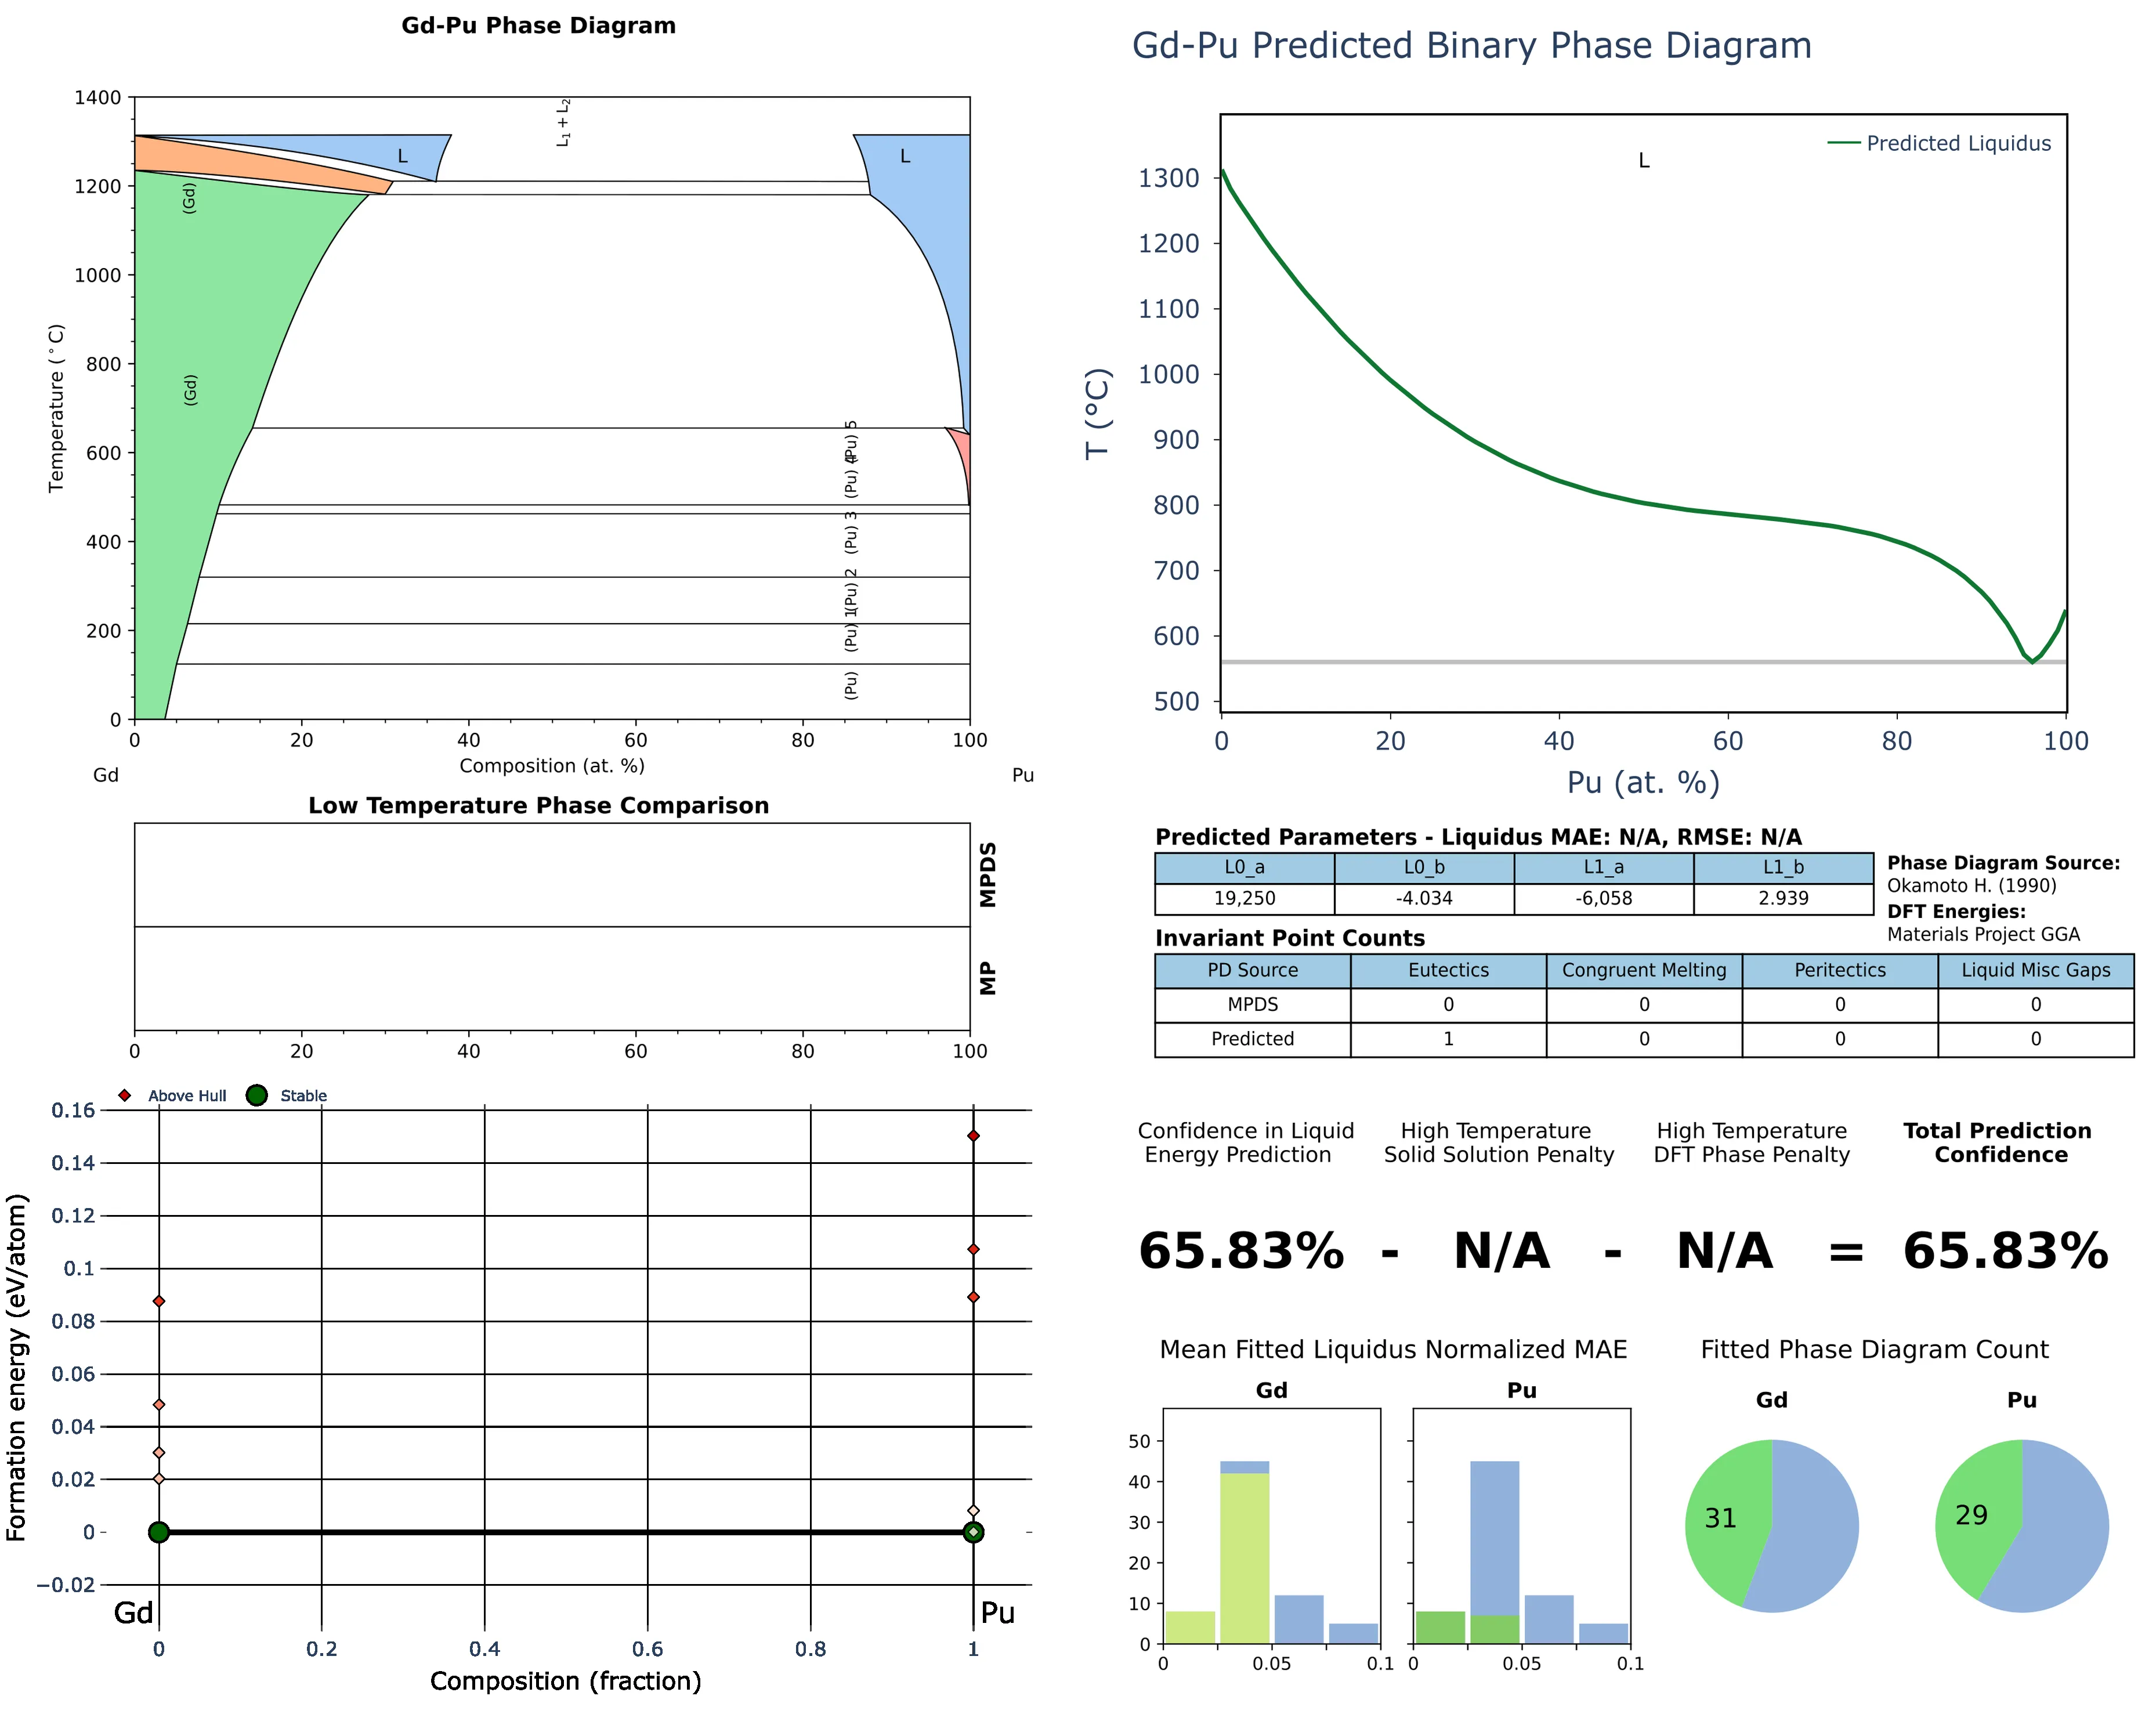 Gd-Pu Phase Diagram
1400
1200
1000
800
600
400
200
0
Temperature (°C)
L₁ + L₂
L
L
(Gd)
(Gd)
(Pu) 5
(Pu) 4
(Pu) 3
(Pu) 2
(Pu) 1
(Pu)
0 20 40 60 80 100
Composition (at. %)
Gd Pu
Low Temperature Phase Comparison
MPDS
MP
0 20 40 60 80 100
Above Hull Stable
0.16
0.14
0.12
0.1
0.08
0.06
0.04
0.02
0
−0.02
Formation energy (eV/atom)
Gd Pu
0 0.2 0.4 0.6 0.8 1
Composition (fraction)
Gd-Pu Predicted Binary Phase Diagram
Predicted Liquidus
L
1300
1200
1100
1000
900
800
700
600
500
T (°C)
0 20 40 60 80 100
Pu (at. %)
Predicted Parameters - Liquidus MAE: N/A, RMSE: N/A
L0_a L0_b L1_a L1_b
19,250 -4.034 -6,058 2.939
Phase Diagram Source:
Okamoto H. (1990)
DFT Energies:
Materials Project GGA
Invariant Point Counts
PD Source Eutectics Congruent Melting Peritectics Liquid Misc Gaps
MPDS 0 0 0 0
Predicted 1 0 0 0
Confidence in Liquid
Energy Prediction
High Temperature
Solid Solution Penalty
High Temperature
DFT Phase Penalty
Total Prediction
Confidence
65.83% - N/A - N/A = 65.83%
Mean Fitted Liquidus Normalized MAE
Gd Pu
50
40
30
20
10
0
0 0.05 0.1 0 0.05 0.1
Fitted Phase Diagram Count
Gd Pu
31 29